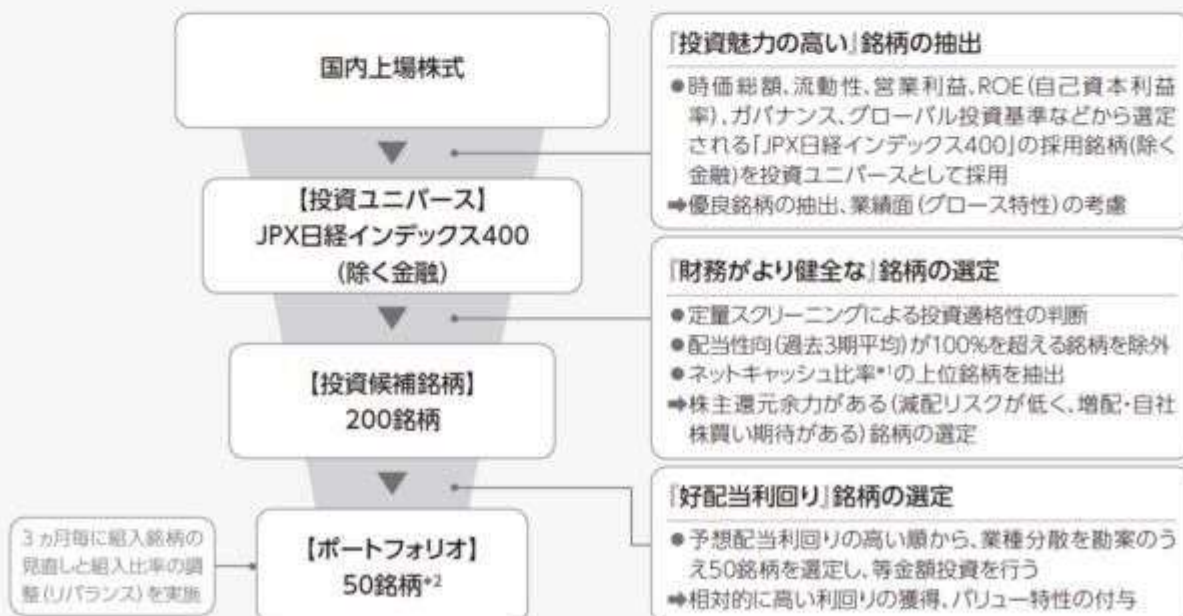 国内上場株式
『投資魅力の高い』銘柄の抽出
●時価総額、流動性、営業利益、ROE(自己資本利益
率)、ガバナンス、グローバル投資基準などから選定
される「JPX日経インデックス400」の採用銘柄(除く
金融)を投資ユニバースとして採用
➡優良銘柄の抽出、業績面(グロース特性)の考慮
【投資ユニバース】
JPX日経インデックス400
(除く金融)
『財務がより健全な』銘柄の選定
●定量スクリーニングによる投資適格性の判断
●配当性向(過去3期平均)が100%を超える銘柄を除外
●ネットキャッシュ比率*1の上位銘柄を抽出
➡株主還元余力がある(減配リスクが低く、増配・自社
株買い期待がある)銘柄の選定
【投資候補銘柄】
200銘柄
『好配当利回り』銘柄の選定
●予想配当利回りの高い順から、業種分散を勘案のう
え50銘柄を選定し、等金額投資を行う
➡相対的に高い利回りの獲得、バリュー特性の付与
【ポートフォリオ】
50銘柄*2
3ヵ月毎に組入銘柄の
見直しと組入比率の調
整(リバランス)を実施